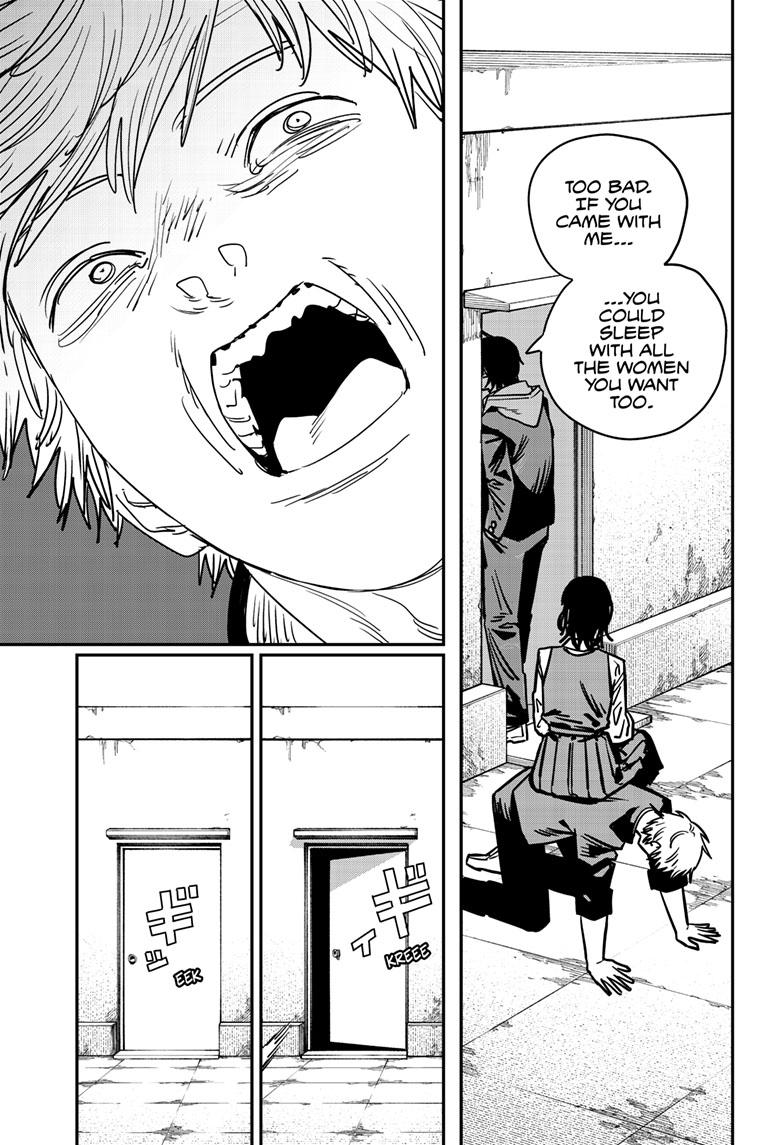 TOO BAD.
IF YOU
CAME WITH
ME...
...YOU
COULD
SLEEP
WITH ALL
THE WOMEN
YOU WANT
TOO.
ギィ
KREEE
ギッ
EEK